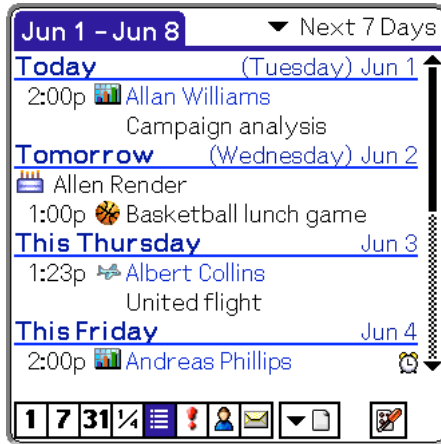 Jun 1 - Jun 8 Next 7 Days
Today (Tuesday) Jun 1
2:00p Allan Williams
Campaign analysis
Tomorrow (Wednesday) Jun 2
Allen Render
1:00p Basketball lunch game
This Thursday Jun 3
1:23p Albert Collins
United flight
This Friday Jun 4
2:00p Andreas Phillips
1 7 31 ¼